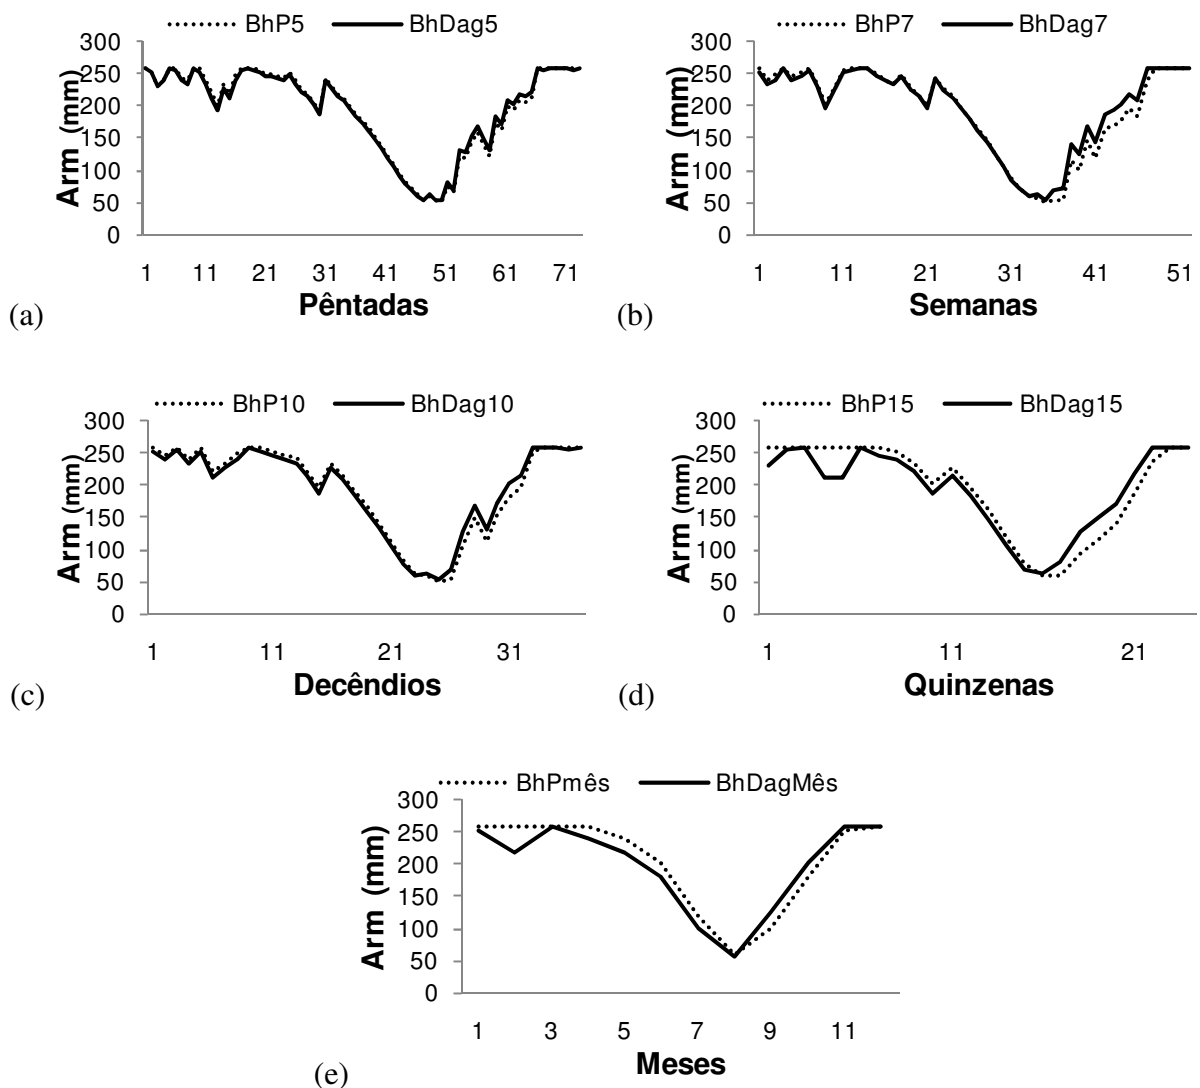 BhP5 BhDag5
300
250
200
150
100
50
0
Arm (mm)
1 11 21 31 41 51 61 71
Pêntadas
(a)
BhP7 BhDag7
300
250
200
150
100
50
0
Arm (mm)
1 11 21 31 41 51
Semanas
(b)
BhP10 BhDag10
300
250
200
150
100
50
0
Arm (mm)
1 11 21 31
Decêndios
(c)
BhP15 BhDag15
300
250
200
150
100
50
0
Arm (mm)
1 11 21
Quinzenas
(d)
BhPmês BhDagMês
300
250
200
150
100
50
0
Arm (mm)
1 3 5 7 9 11
Meses
(e)